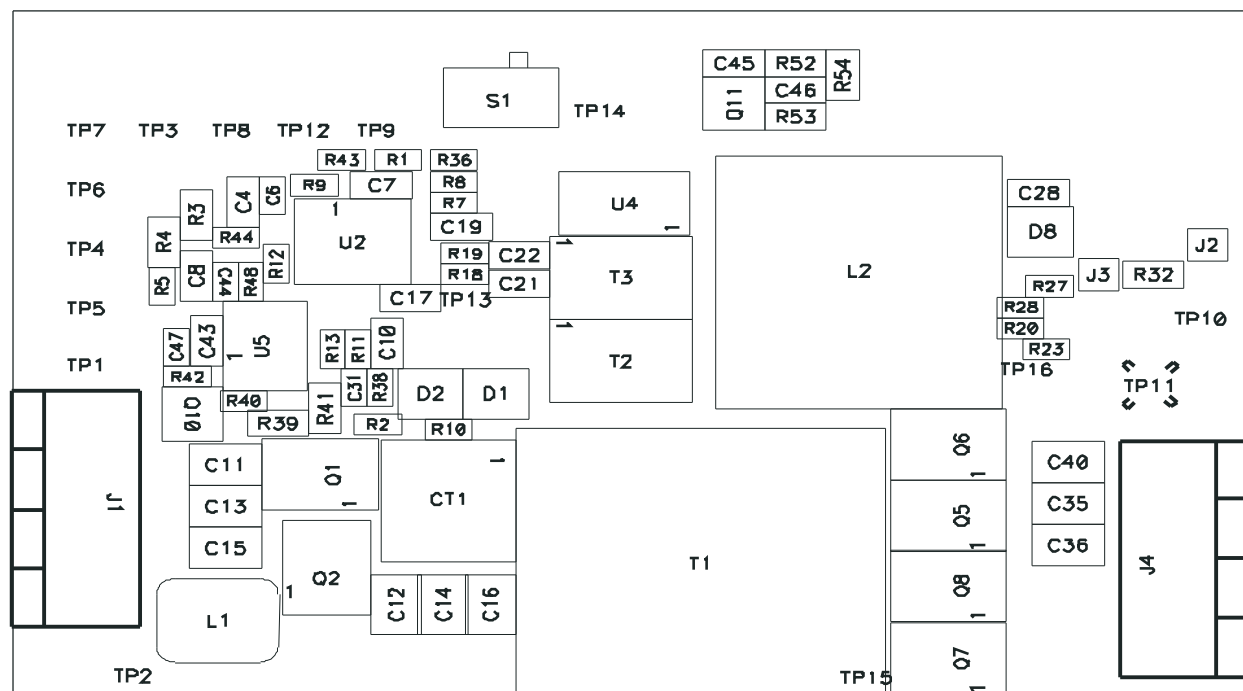 C45 R52 R54
C46
S1 Q11 R53
TP14
TP7 TP3 TP8 TP12 TP9
R43 R1 R36
TP6 R9 C7 R8 C28
C4 C6 R7 U4
R3 1 C19 1
R4 R44 U2 D8
R12 R19 C22 1 T3 L2 J2
C8 C44 R48 R18 C21 J3 R32
TP4
R5 C17 TP13 R27
TP5 R28
C47 C43 1 U5 R13 R11 C10 1 T2 R20 TP10
TP1 R23
R42 C31 R38 TP16
Q10 R40 R41 D2 D1 TP11
R39 R2 R10
C11 Q1 1 CT1 1 Q6 1 C40
J1 C13 Q5 1 C35
C15 C36
T1 J4
Q2 1 Q8 1
L1 C12 C14 C16
TP2 TP15 Q7 1